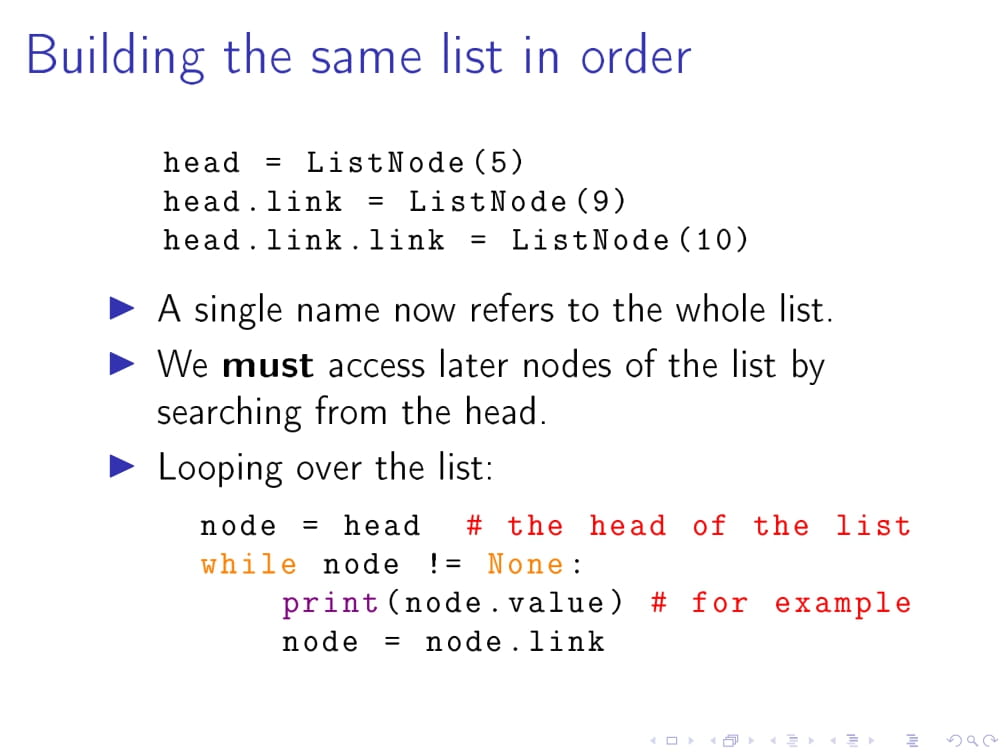 Building the same list in order
head = ListNode(5)
head.link = ListNode(9)
head.link.link = ListNode(10)
A single name now refers to the whole list.
We must access later nodes of the list by
searching from the head.
Looping over the list:
node = head  # the head of the list
while node != None:
    print(node.value) # for example
    node = node.link